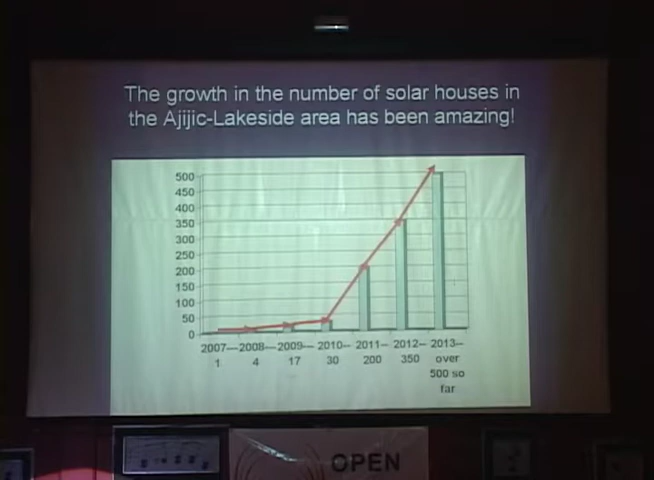 The growth in the number of solar houses in
the Ajijic-Lakeside area has been amazing!
500
450
400
350
300
250
200
150
100
50
0
2007— 2008— 2009— 2010-- 2011-- 2012-- 2013--
1 4 17 30 200 350 over
500 so
far
OPEN